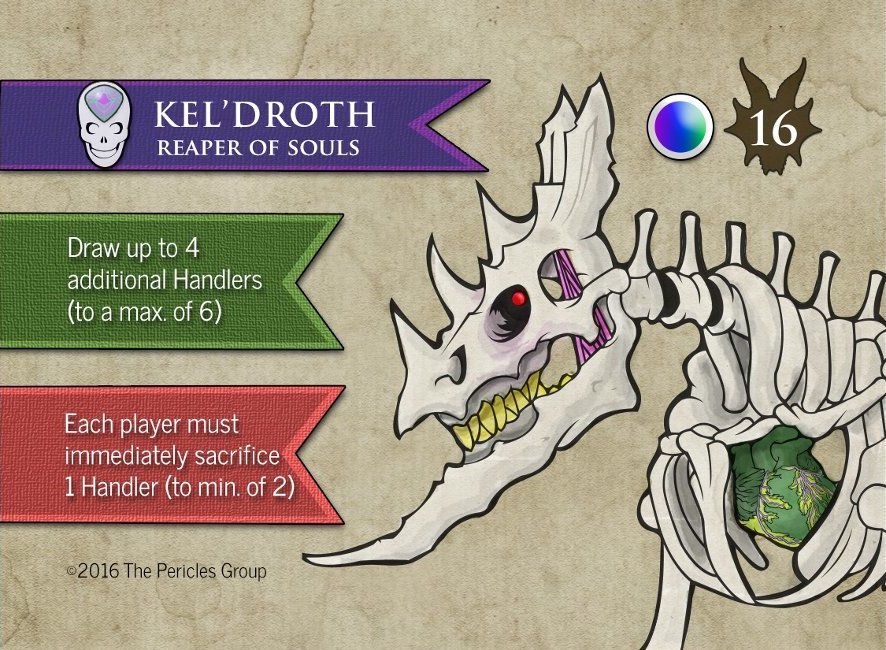 KEL'DROTH
REAPER OF SOULS
16
Draw up to 4
additional Handlers
(to a max. of 6)
Each player must
immediately sacrifice
1 Handler (to min. of 2)
©2016 The Pericles Group